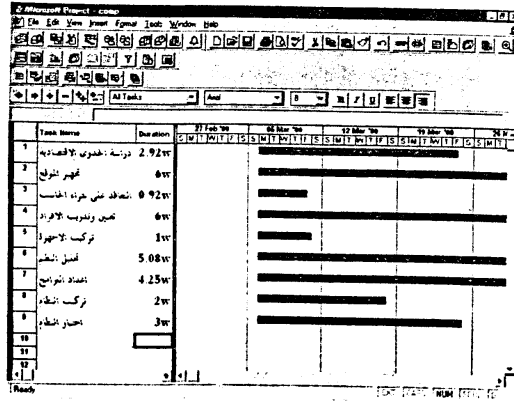 Microsoft Project - comp
File Edit View Insert Format Tools Window Help
All Tasks Arial 8 B I U
Task Name Duration 27 Feb '00 05 Mar '00 12 Mar '00 19 Mar '00 26 M
S M T W T F S S M T W T F S S M T W T F S S M T W T F S S M T
1 دراسة الجدوى الاقتصادية 2.92w
2 تجهيز الموقع 6w
3 التعاقد على شراء الحاسب 0.92w
4 تعيين وتدريب الافراد 6w
5 تركيب الاجهزة 1w
6 تحليل النظم 5.08w
7 اعداد البرامج 4.25w
8 تركيب النظام 2w
9 اختبار النظام 3w
10
11
12
Ready EXT CAPS NUM